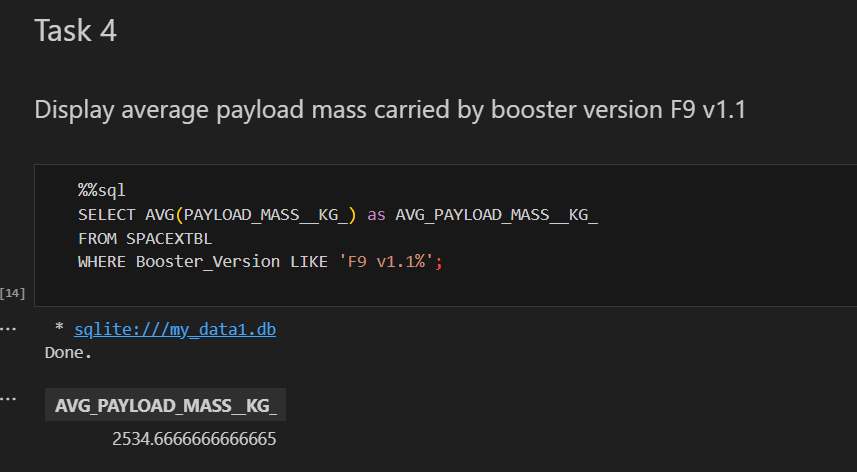 Task 4
Display average payload mass carried by booster version F9 v1.1
%%sql
SELECT AVG(PAYLOAD_MASS__KG_) as AVG_PAYLOAD_MASS__KG_
FROM SPACEXTBL
WHERE Booster_Version LIKE 'F9 v1.1%';
[14]
... * sqlite:///my_data1.db
Done.
... AVG_PAYLOAD_MASS__KG_
2534.6666666666665